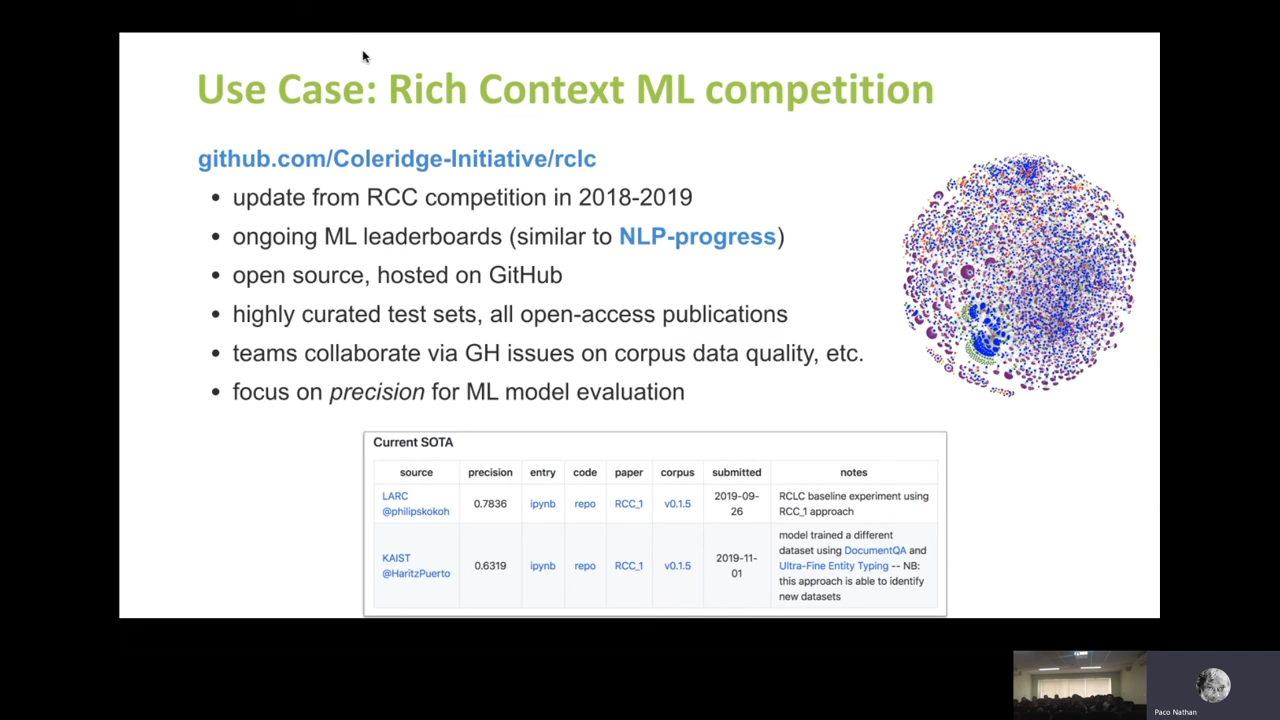 Use Case: Rich Context ML competition
github.com/Coleridge-Initiative/rclc
• update from RCC competition in 2018-2019
• ongoing ML leaderboards (similar to NLP-progress)
• open source, hosted on GitHub
• highly curated test sets, all open-access publications
• teams collaborate via GH issues on corpus data quality, etc.
• focus on precision for ML model evaluation
Current SOTA
source precision entry code paper corpus submitted notes
LARC
@philipskokoh
0.7836 ipynb repo RCC_1 v0.1.5
2019-09-
26
RCLC baseline experiment using
RCC_1 approach
KAIST
@HaritzPuerto
0.6319 ipynb repo RCC_1 v0.1.5
2019-11-
01
model trained a different
dataset using DocumentQA and
Ultra-Fine Entity Typing -- NB:
this approach is able to identify
new datasets
Paco Nathan